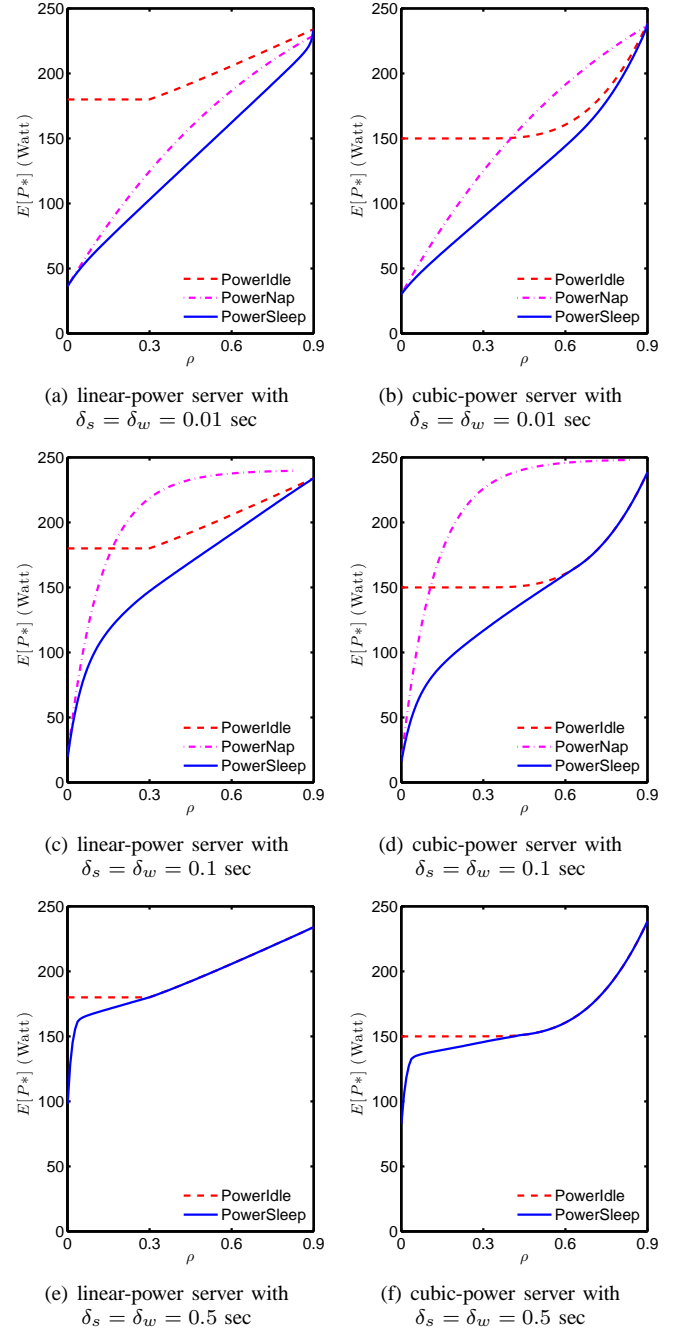 250
200
150
100
50
0
E[P*] (Watt)
PowerIdle
PowerNap
PowerSleep
0 0.3 0.6 0.9
ρ
(a) linear-power server with
δs = δw = 0.01 sec
250
200
150
100
50
0
E[P*] (Watt)
PowerIdle
PowerNap
PowerSleep
0 0.3 0.6 0.9
ρ
(b) cubic-power server with
δs = δw = 0.01 sec
250
200
150
100
50
0
E[P*] (Watt)
PowerIdle
PowerNap
PowerSleep
0 0.3 0.6 0.9
ρ
(c) linear-power server with
δs = δw = 0.1 sec
250
200
150
100
50
0
E[P*] (Watt)
PowerIdle
PowerNap
PowerSleep
0 0.3 0.6 0.9
ρ
(d) cubic-power server with
δs = δw = 0.1 sec
250
200
150
100
50
0
E[P*] (Watt)
PowerIdle
PowerSleep
0 0.3 0.6 0.9
ρ
(e) linear-power server with
δs = δw = 0.5 sec
250
200
150
100
50
0
E[P*] (Watt)
PowerIdle
PowerSleep
0 0.3 0.6 0.9
ρ
(f) cubic-power server with
δs = δw = 0.5 sec